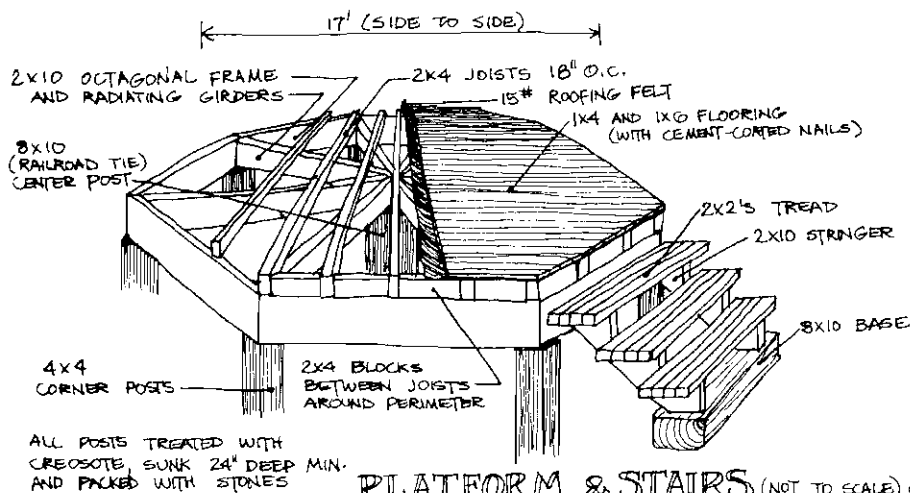 17' (SIDE TO SIDE)
2x10 OCTAGONAL FRAME
AND RADIATING GIRDERS
2x4 JOISTS 18" O.C.
15# ROOFING FELT
1x4 AND 1x6 FLOORING
(WITH CEMENT-COATED NAILS)
8x10
(RAILROAD TIE)
CENTER POST
2x2's TREAD
2x10 STRINGER
8x10 BASE
4x4
CORNER POSTS
2x4 BLOCKS
BETWEEN JOISTS
AROUND PERIMETER
ALL POSTS TREATED WITH
CREOSOTE, SUNK 24" DEEP MIN.
AND PACKED WITH STONES
PLATFORM & STAIRS (NOT TO SCALE)